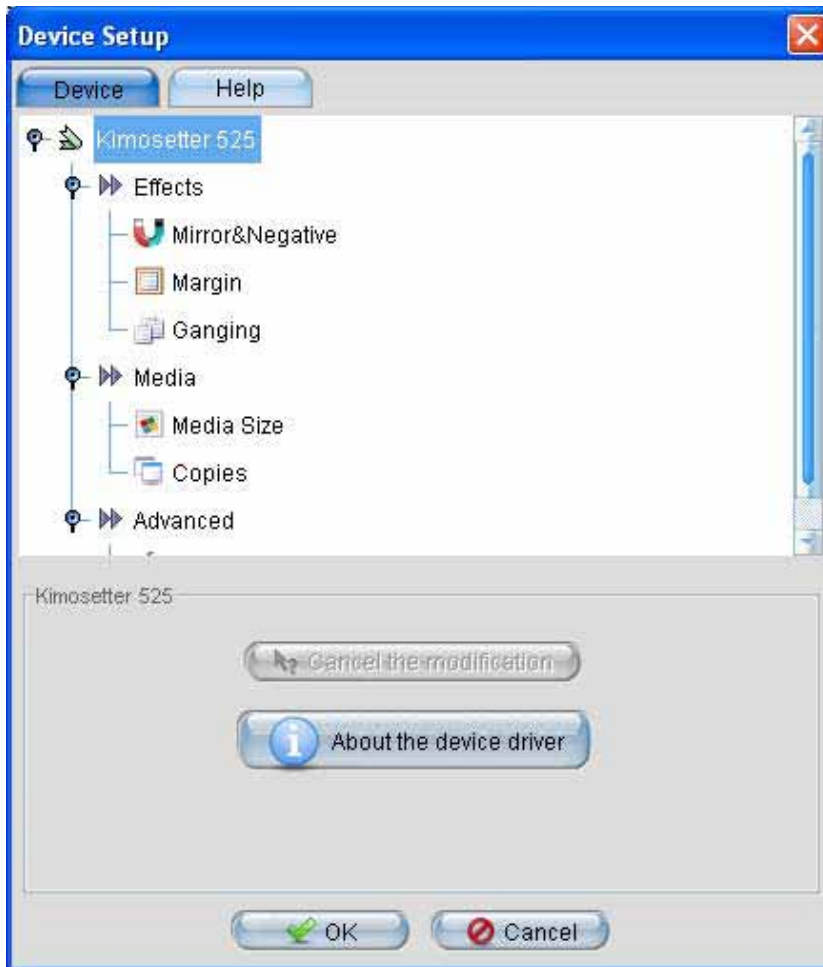 Device Setup
Device Help
Kimosetter 525
Effects
Mirror&Negative
Margin
Ganging
Media
Media Size
Copies
Advanced
Kimosetter 525
Cancel the modification
About the device driver
OK Cancel